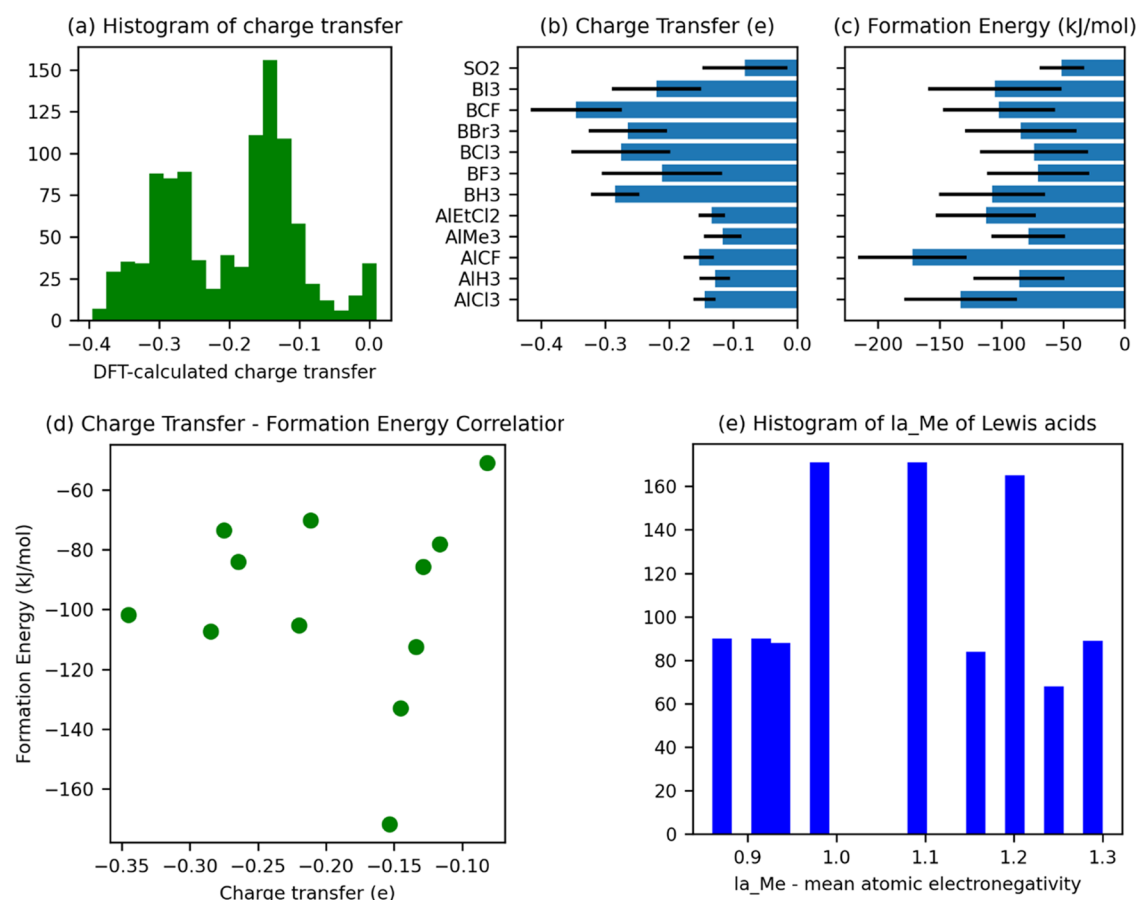 (a) Histogram of charge transfer
150
125
100
75
50
25
0
−0.4 −0.3 −0.2 −0.1 0.0
DFT-calculated charge transfer
(b) Charge Transfer (e)
SO2
BI3
BCF
BBr3
BCl3
BF3
BH3
AlEtCl2
AlMe3
AlCF
AlH3
AlCl3
−0.4 −0.3 −0.2 −0.1 0.0
(c) Formation Energy (kJ/mol)
−200 −150 −100 −50 0
(d) Charge Transfer - Formation Energy Correlation
Formation Energy (kJ/mol)
−60
−80
−100
−120
−140
−160
−0.35 −0.30 −0.25 −0.20 −0.15 −0.10
Charge transfer (e)
(e) Histogram of la_Me of Lewis acids
160
140
120
100
80
60
40
20
0
0.9 1.0 1.1 1.2 1.3
la_Me - mean atomic electronegativity